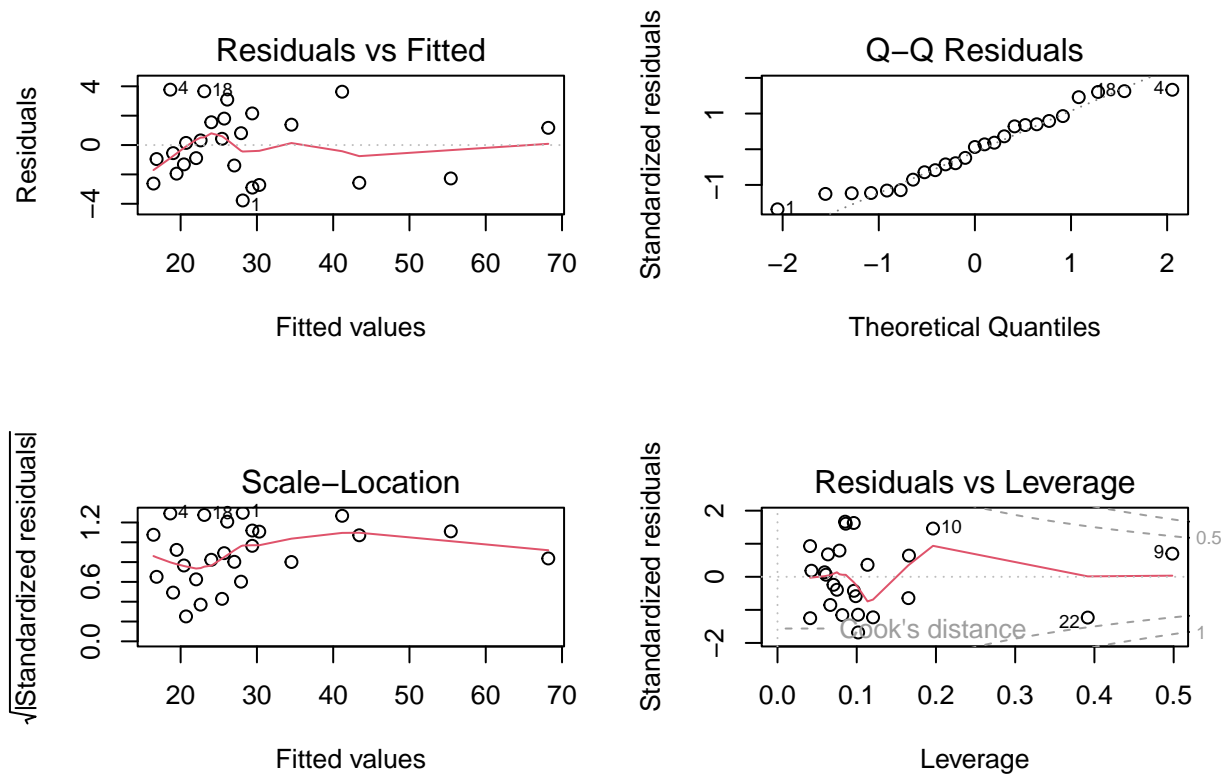 Residuals vs Fitted
Residuals
4
0
−4
4
18
1
20 30 40 50 60 70
Fitted values
Q−Q Residuals
Standardized residuals
1
−1
1
18
4
−2 −1 0 1 2
Theoretical Quantiles
Scale−Location
√|Standardized residuals|
1.2
0.6
0.0
4
18
1
20 30 40 50 60 70
Fitted values
Residuals vs Leverage
Standardized residuals
2
0
−2
10
9
22
0.5
1
Cook's distance
0.0 0.1 0.2 0.3 0.4 0.5
Leverage